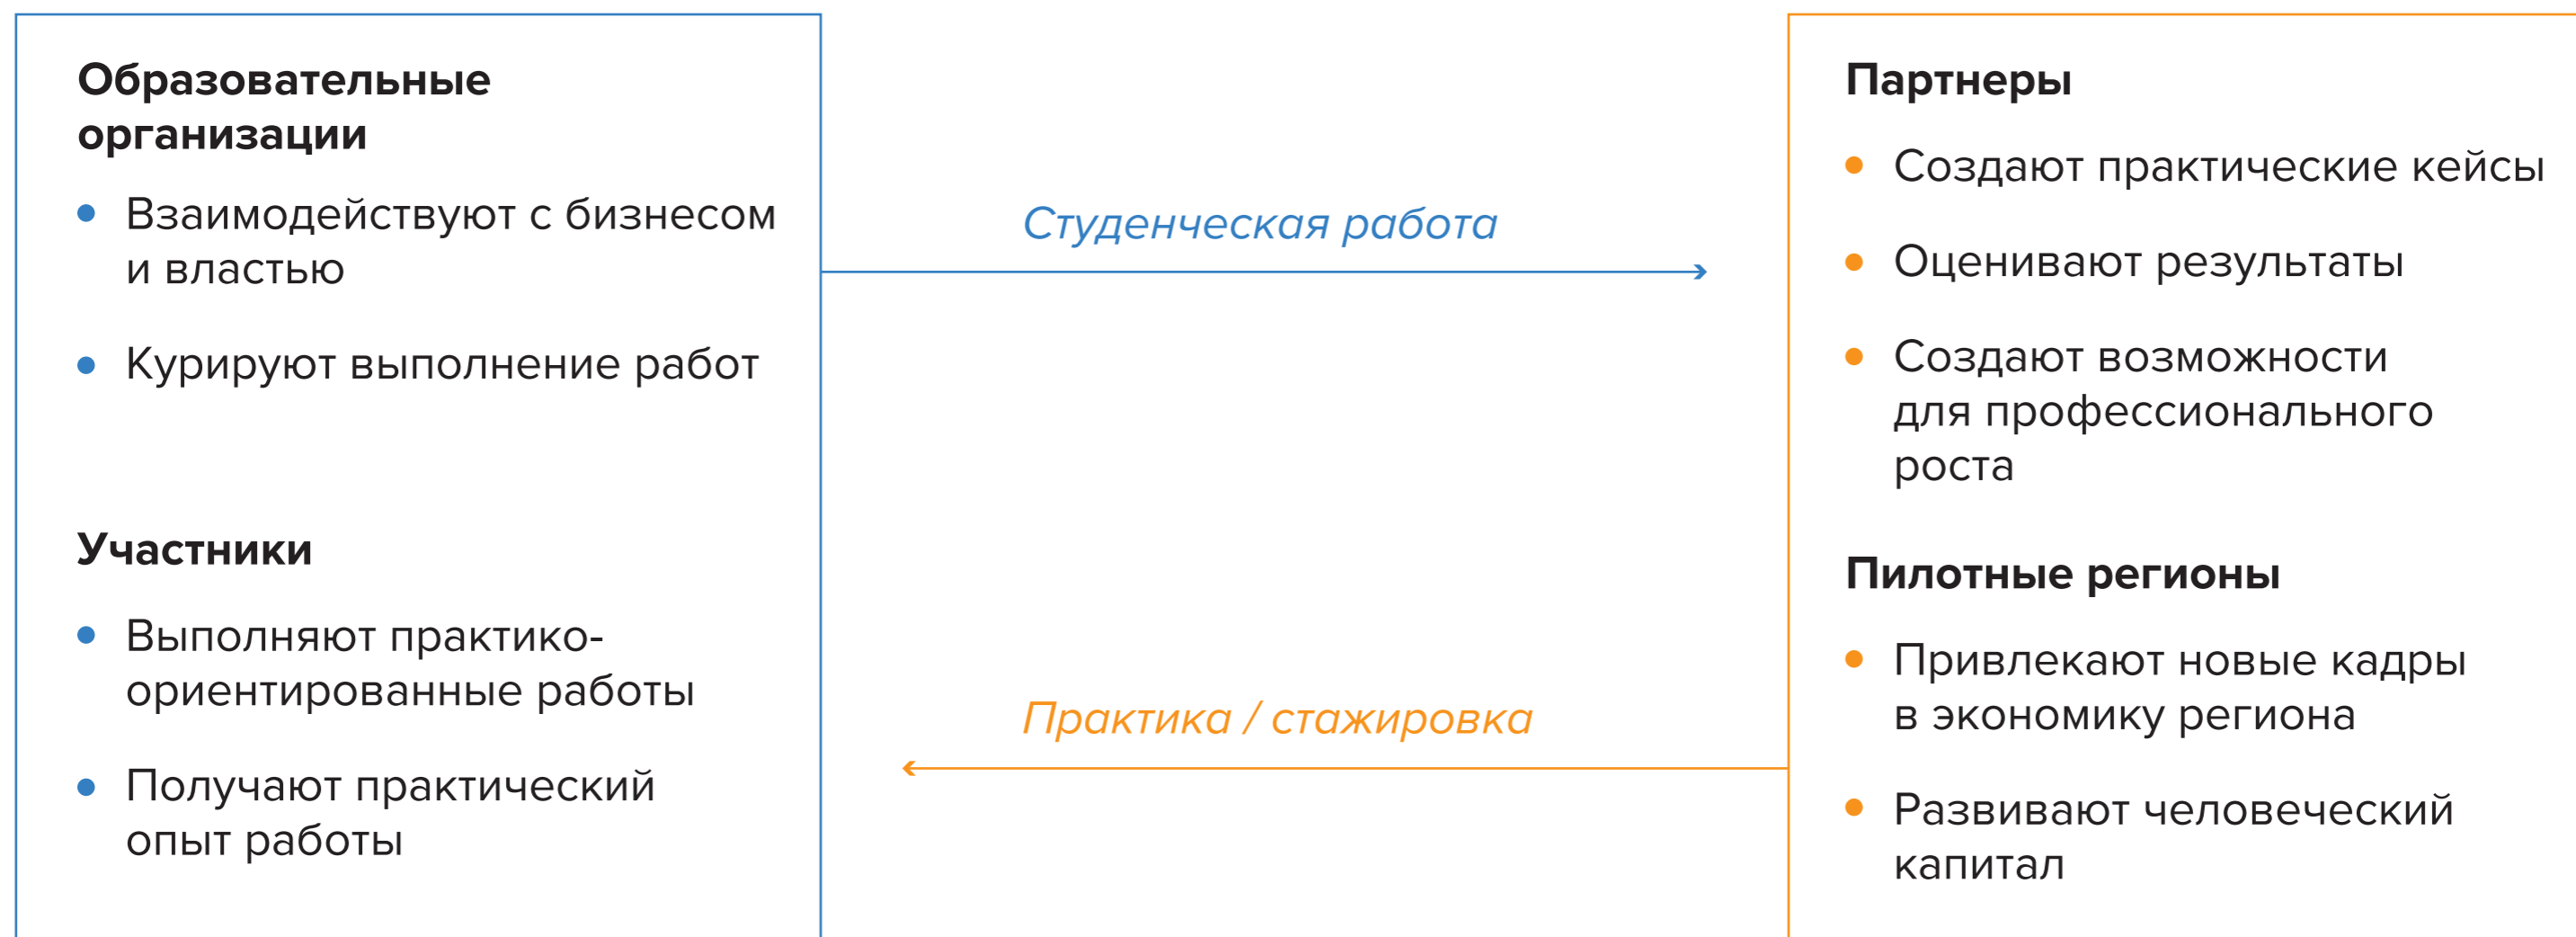 Образовательные
организации
Взаимодействуют с бизнесом
и властью
Курируют выполнение работ
Участники
Выполняют практико-
ориентированные работы
Получают практический
опыт работы
Студенческая работа
Практика / стажировка
Партнеры
Создают практические кейсы
Оценивают результаты
Создают возможности
для профессионального
роста
Пилотные регионы
Привлекают новые кадры
в экономику региона
Развивают человеческий
капитал